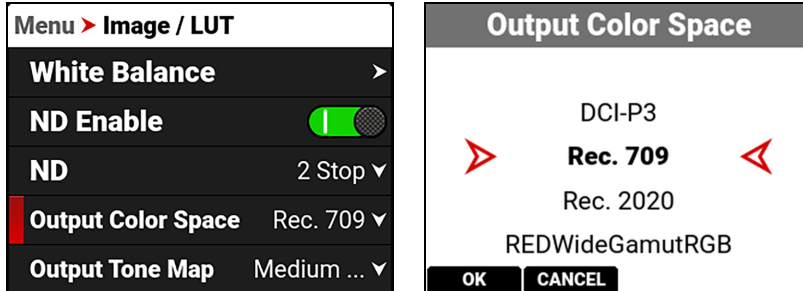 Menu > Image / LUT
White Balance
ND Enable
ND 2 Stop
Output Color Space Rec. 709
Output Tone Map Medium ...
Output Color Space
DCI-P3
Rec. 709
Rec. 2020
REDWideGamutRGB
OK CANCEL